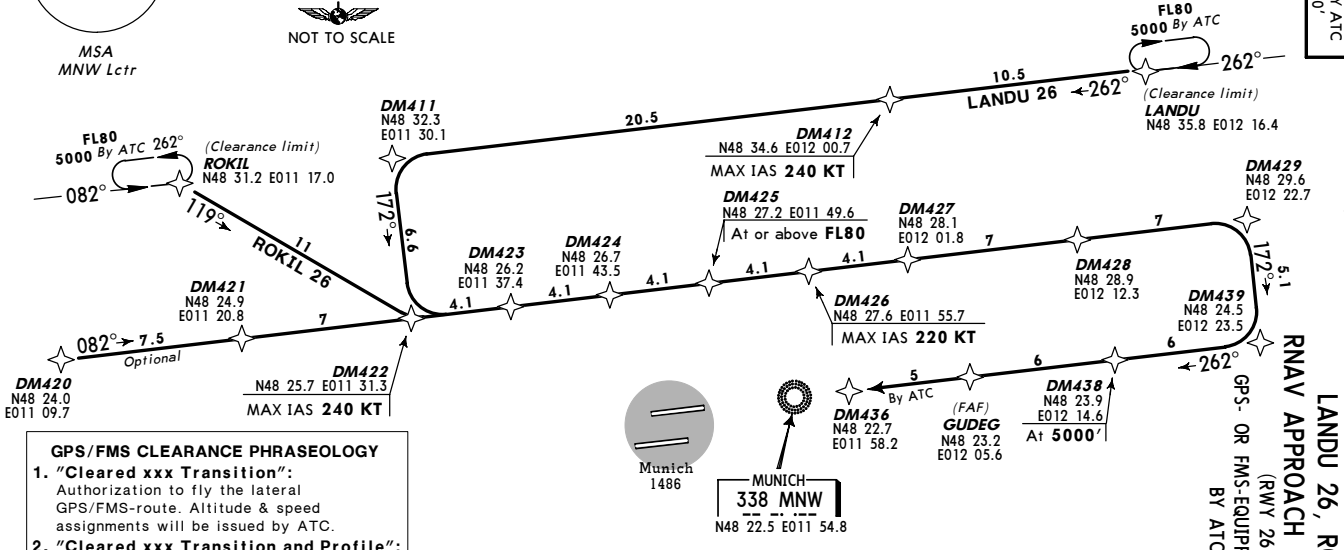 MSA
MNW Lctr
NOT TO SCALE
Y ATC
0'
FL80
5000 By ATC
262°
(Clearance limit)
LANDU
N48 35.8 E012 16.4
10.5
262°
LANDU 26
20.5
DM412
N48 34.6 E012 00.7
MAX IAS 240 KT
DM411
N48 32.3
E011 30.1
172°
6.6
FL80
5000 By ATC 262°
082°
(Clearance limit)
ROKIL
N48 31.2 E011 17.0
119°
11
ROKIL 26
DM420
N48 24.0
E011 09.7
082°
7.5
Optional
DM421
N48 24.9
E011 20.8
7
DM422
N48 25.7 E011 31.3
MAX IAS 240 KT
4.1
DM423
N48 26.2
E011 37.4
4.1
DM424
N48 26.7
E011 43.5
4.1
DM425
N48 27.2 E011 49.6
At or above FL80
4.1
DM426
N48 27.6 E011 55.7
MAX IAS 220 KT
4.1
DM427
N48 28.1
E012 01.8
7
DM428
N48 28.9
E012 12.3
7
DM429
N48 29.6
E012 22.7
172°
5.1
DM439
N48 24.5
E012 23.5
262°
6
DM438
N48 23.9
E012 14.6
At 5000'
6
(FAF)
GUDEG
N48 23.2
E012 05.6
5
By ATC
DM436
N48 22.7
E011 58.2
Munich
1486
MUNICH
338 MNW
N48 22.5 E011 54.8
LANDU 26, R
RNAV APPROACH
(RWY 26
GPS- OR FMS-EQUIPE
BY ATC
GPS/FMS CLEARANCE PHRASEOLOGY
1. "Cleared xxx Transition":
Authorization to fly the lateral
GPS/FMS-route. Altitude & speed
assignments will be issued by ATC.
2. "Cleared xxx Transition and Profile":